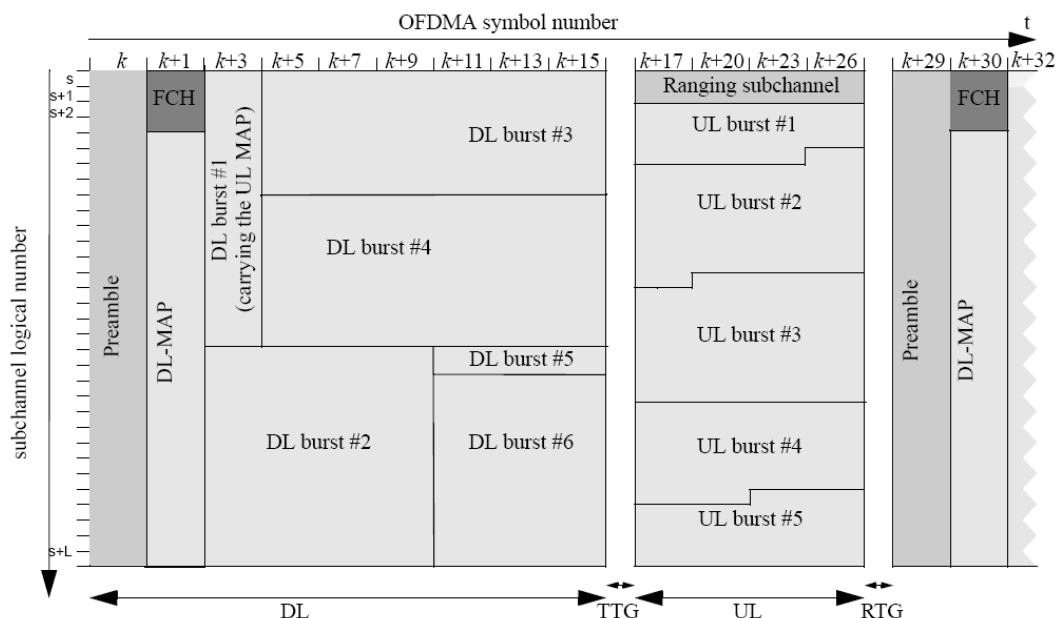 OFDMA symbol number
t
k k+1 k+3 k+5 k+7 k+9 k+11 k+13 k+15 k+17 k+20 k+23 k+26 k+29 k+30 k+32
s
s+1
s+2
s+L
subchannel logical number
Preamble
FCH
DL-MAP
DL burst #1
(carrying the UL MAP)
DL burst #3
DL burst #4
DL burst #2
DL burst #5
DL burst #6
Ranging subchannel
UL burst #1
UL burst #2
UL burst #3
UL burst #4
UL burst #5
Preamble
FCH
DL-MAP
DL TTG UL RTG